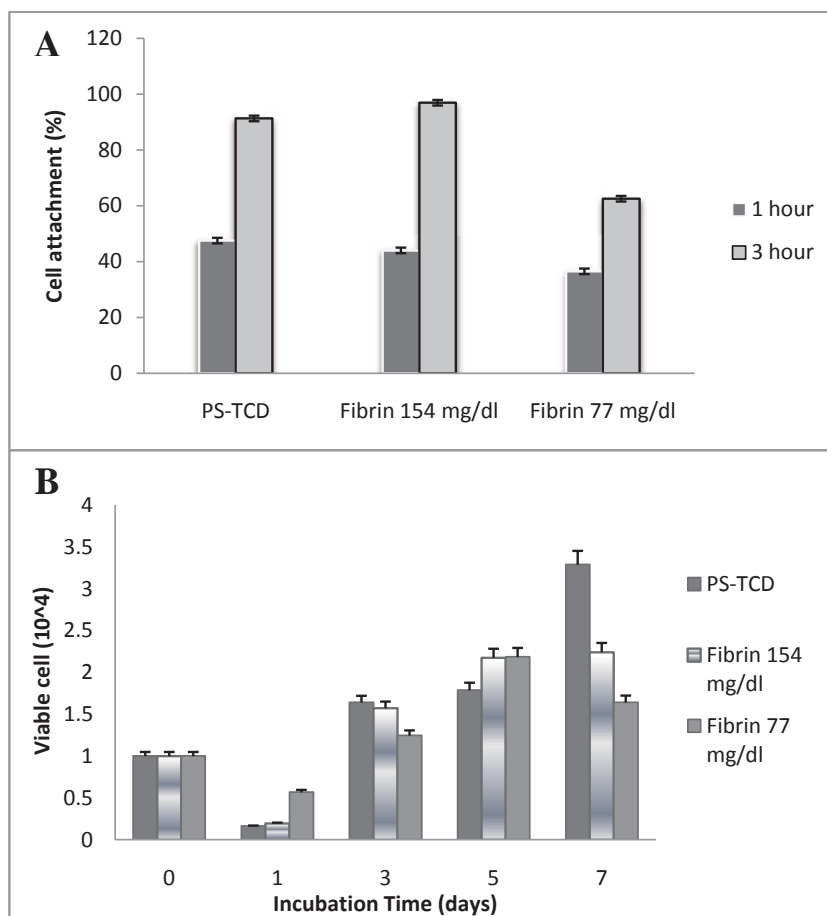 A
120
100
80
60
40
20
0
Cell attachment (%)
PS-TCD
Fibrin 154 mg/dl
Fibrin 77 mg/dl
1 hour
3 hour
B
4
3.5
3
2.5
2
1.5
1
0.5
0
Viable cell (10^4)
0
1
3
5
7
Incubation Time (days)
PS-TCD
Fibrin 154
mg/dl
Fibrin 77
mg/dl